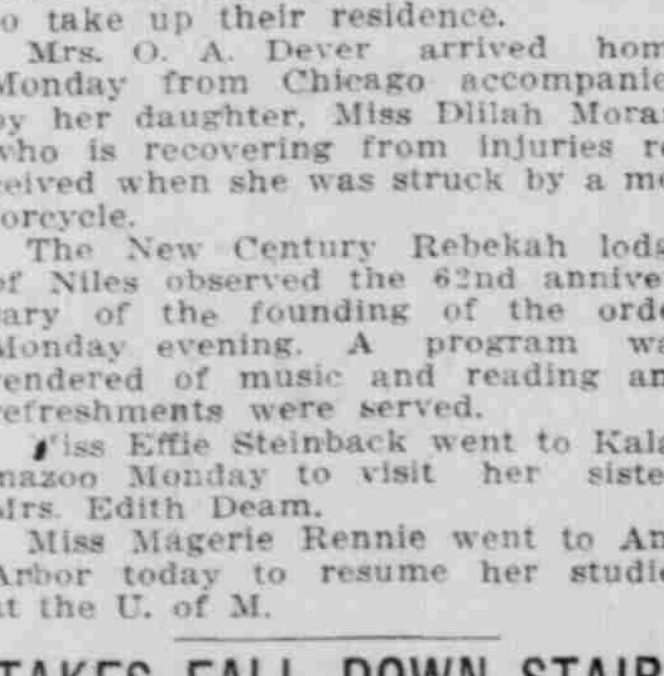 o take up their residence.
Mrs. O. A. Dever arrived hom
Monday from Chicago accompanie
by her daughter, Miss Dlilah Mora
who is recovering from injuries re
ceived when she was struck by a mo
torcycle.
The New Century Rebekah lodg
of Niles observed the 62nd anniver
sary of the founding of the orde
Monday evening. A program wa
rendered of music and reading an
refreshments were served.
Miss Effie Steinback went to Kala
mazoo Monday to visit her siste
Mrs. Edith Deam.
Miss Magerie Rennie went to An
Arbor today to resume her studie
at the U. of M.
TAKES FALL DOWN STAIR